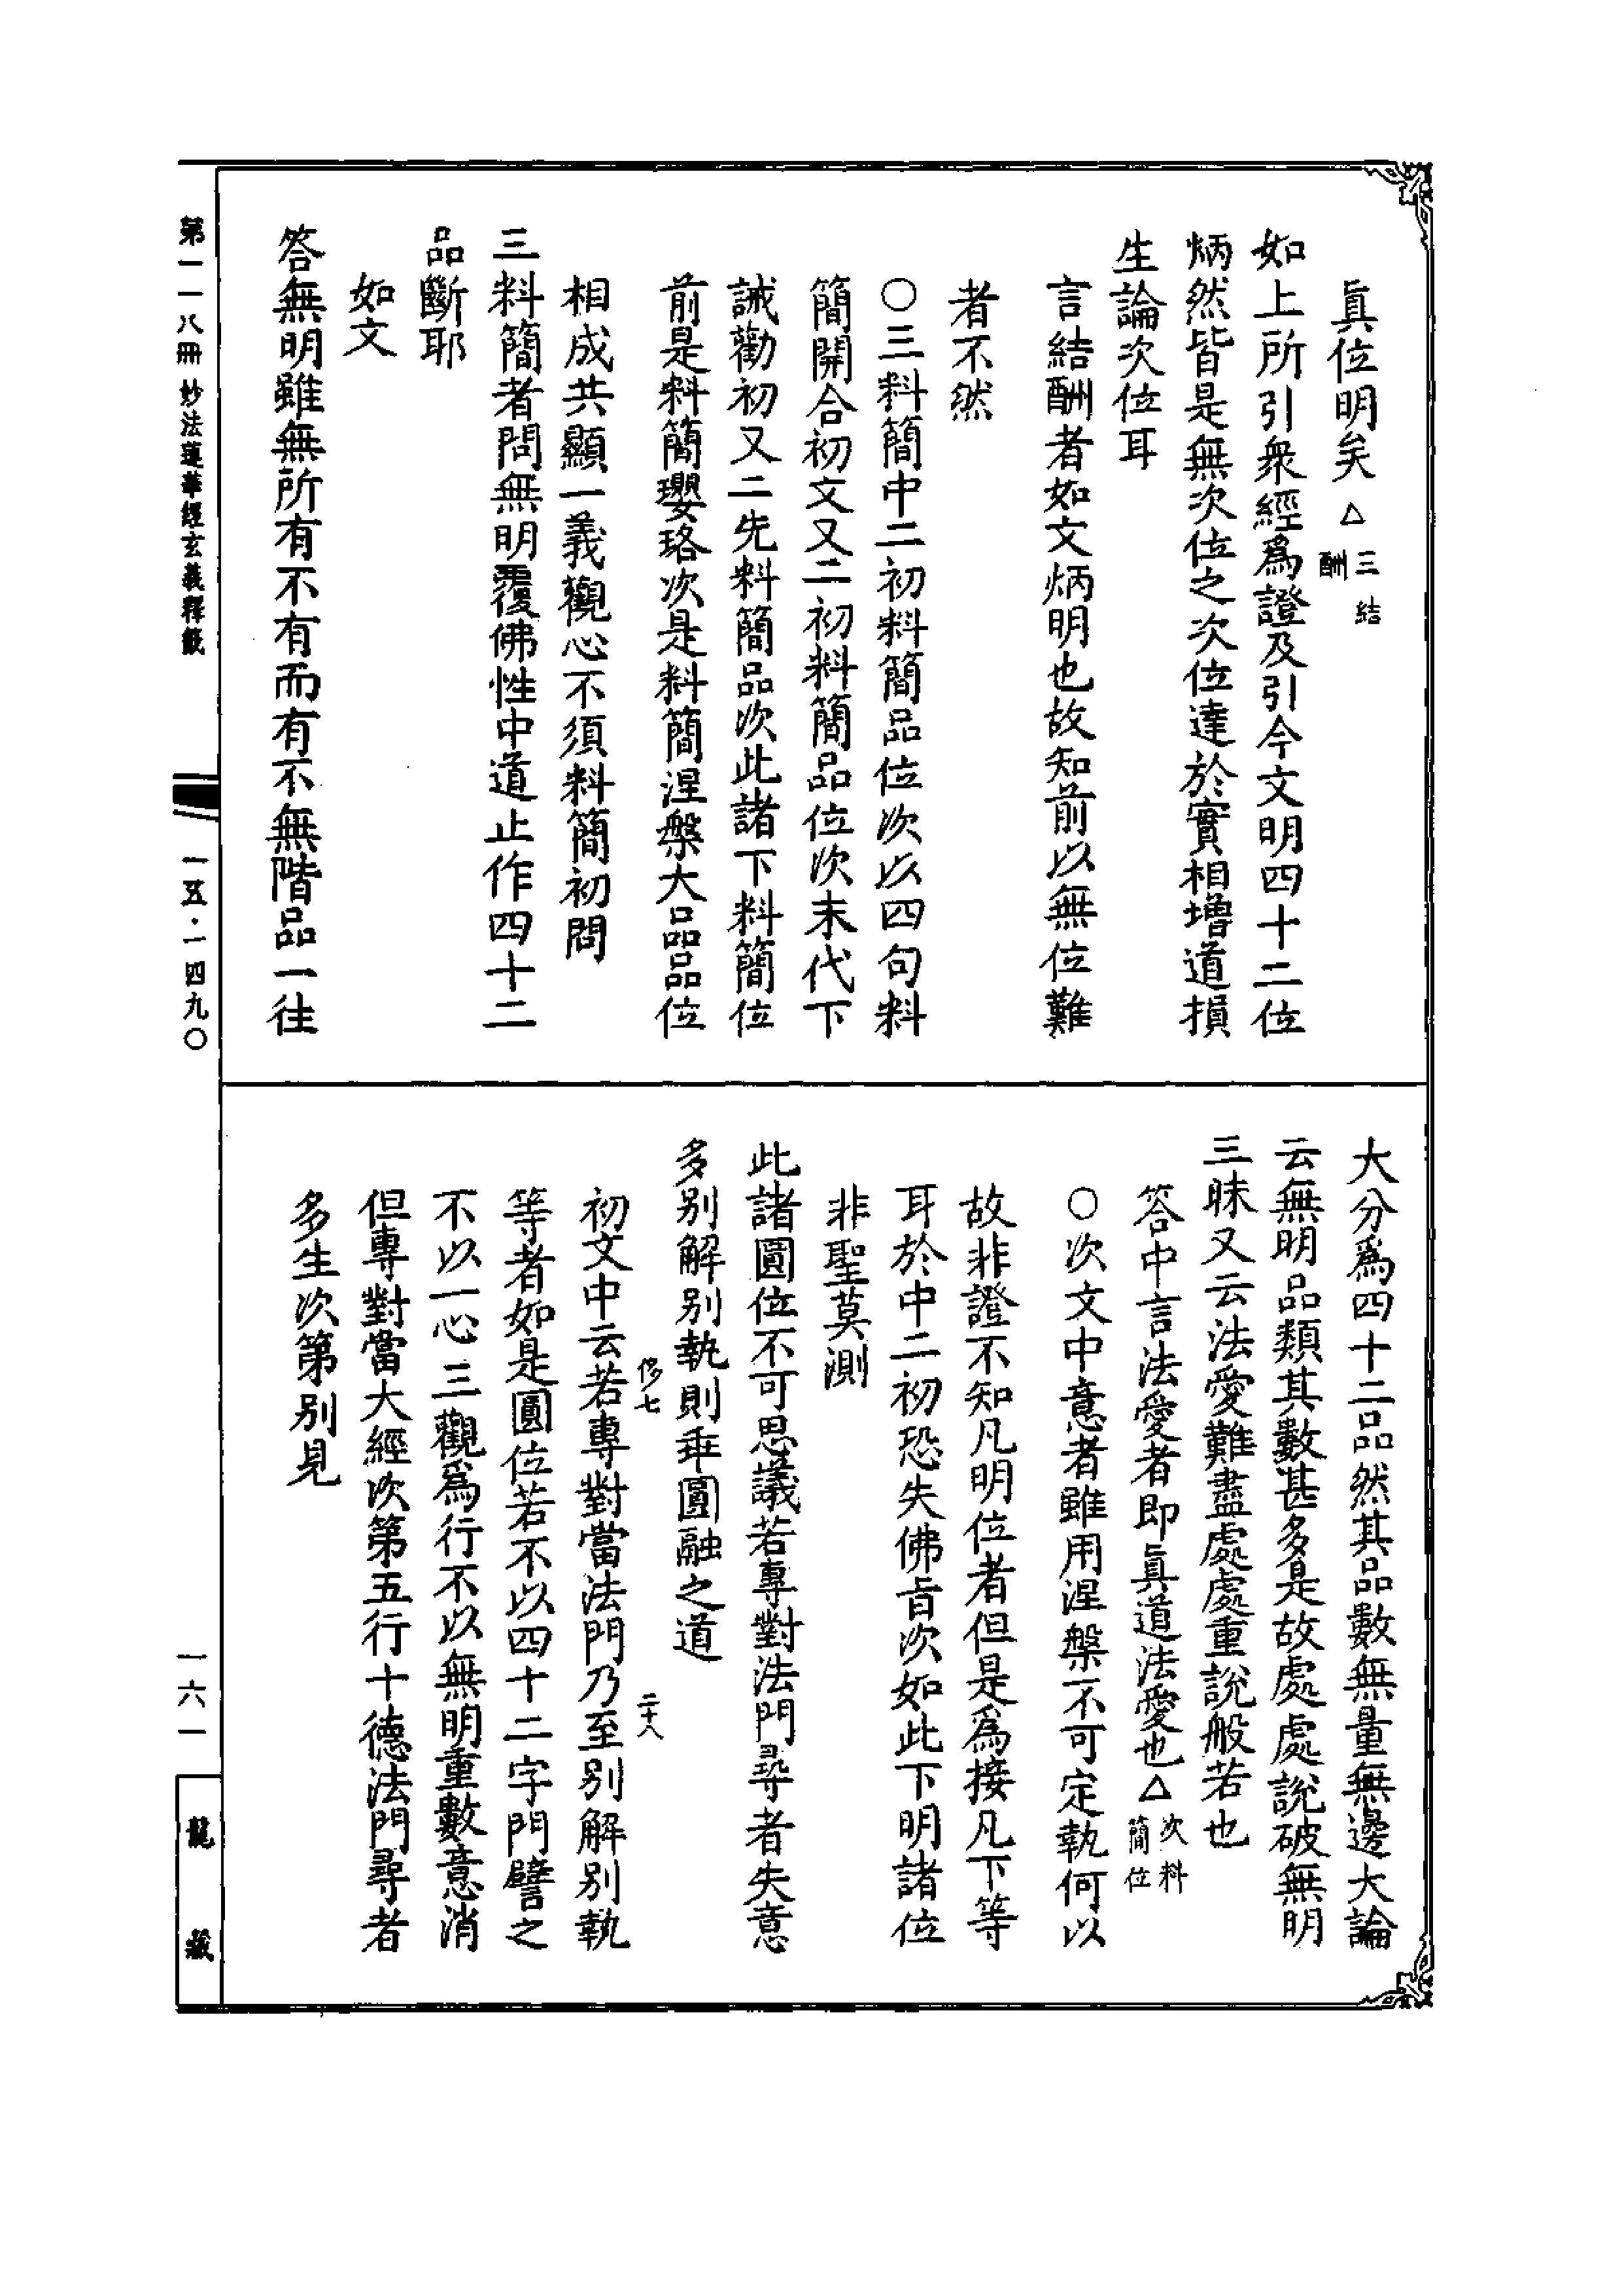 眞位明矣△三結酬
如上所引衆經爲證及引今文明四十二位
炳然皆是無次位之次位達於實相增道損
生論次位耳
言結酬者如文炳明也故知前以無位難
者不然
○三料簡中二初料簡品位次以四句料
簡開合初文又二初料簡品位次末代下
誡勸初又二先料簡品次此諸下料簡位
前是料簡瓔珞次是料簡涅槃大品品位
相成共顯一義觀心不須料簡初問
三料簡者問無明覆佛性中道止作四十二
品斷耶
如文
答無明雖無所有不有而有不無階品一往
大分爲四十二品然其品數無量無邊大論
云無明品類其數甚多是故處處說破無明
三昧又云法愛難盡處處重說般若也
答中言法愛者即眞道法愛也△次料簡位
○次文中意者雖用涅槃不可定執何以
故非證不知凡明位者但是爲接凡下等
耳於中二初恐失佛旨次如此下明諸位
非聖莫測
此諸圓位不可思議若專對法門尋者失意
多別解別執則乖圓融之道
侈七
二十八
初文中云若專對當法門乃至別解別執
等者如是圓位若不以四十二字門譬之
不以一心三觀爲行不以無明重數意消
但專對當大經次第五行十德法門尋者
多生次第別見
第一一八冊 妙法蓮華經玄義釋籤
一五·一四九〇
一六一
龍藏